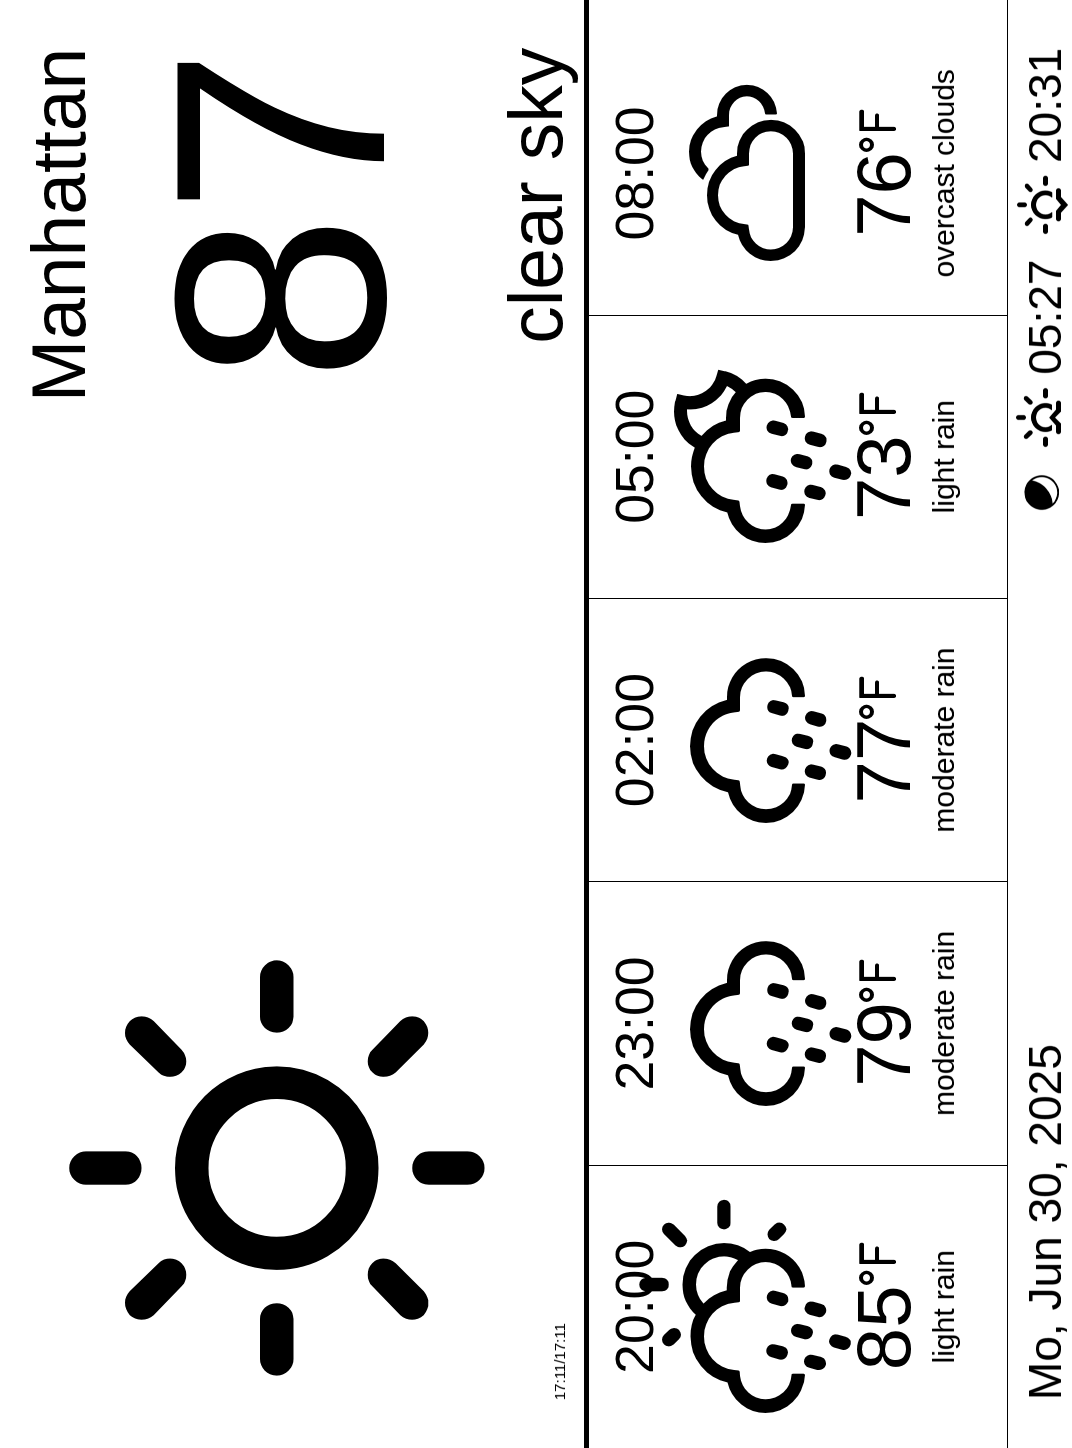 Manhattan
87
clear sky
17:11/17:11
20:00
85°F
light rain
23:00
79°F
moderate rain
02:00
77°F
moderate rain
05:00
73°F
light rain
08:00
76°F
overcast clouds
Mo, Jun 30, 2025
05:27
20:31